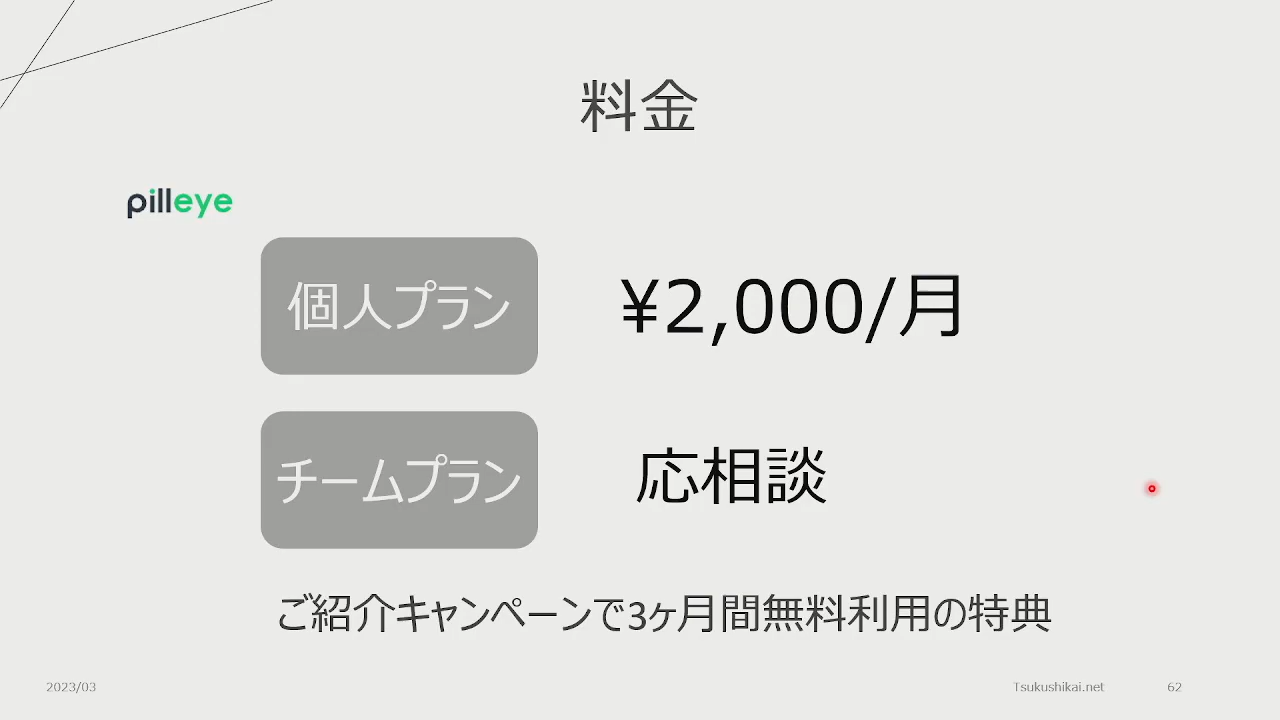 料金
pilleye
個人プラン
¥2,000/月
チームプラン
応相談
ご紹介キャンペーンで3ヶ月間無料利用の特典
2023/03
Tsukushikai.net
62